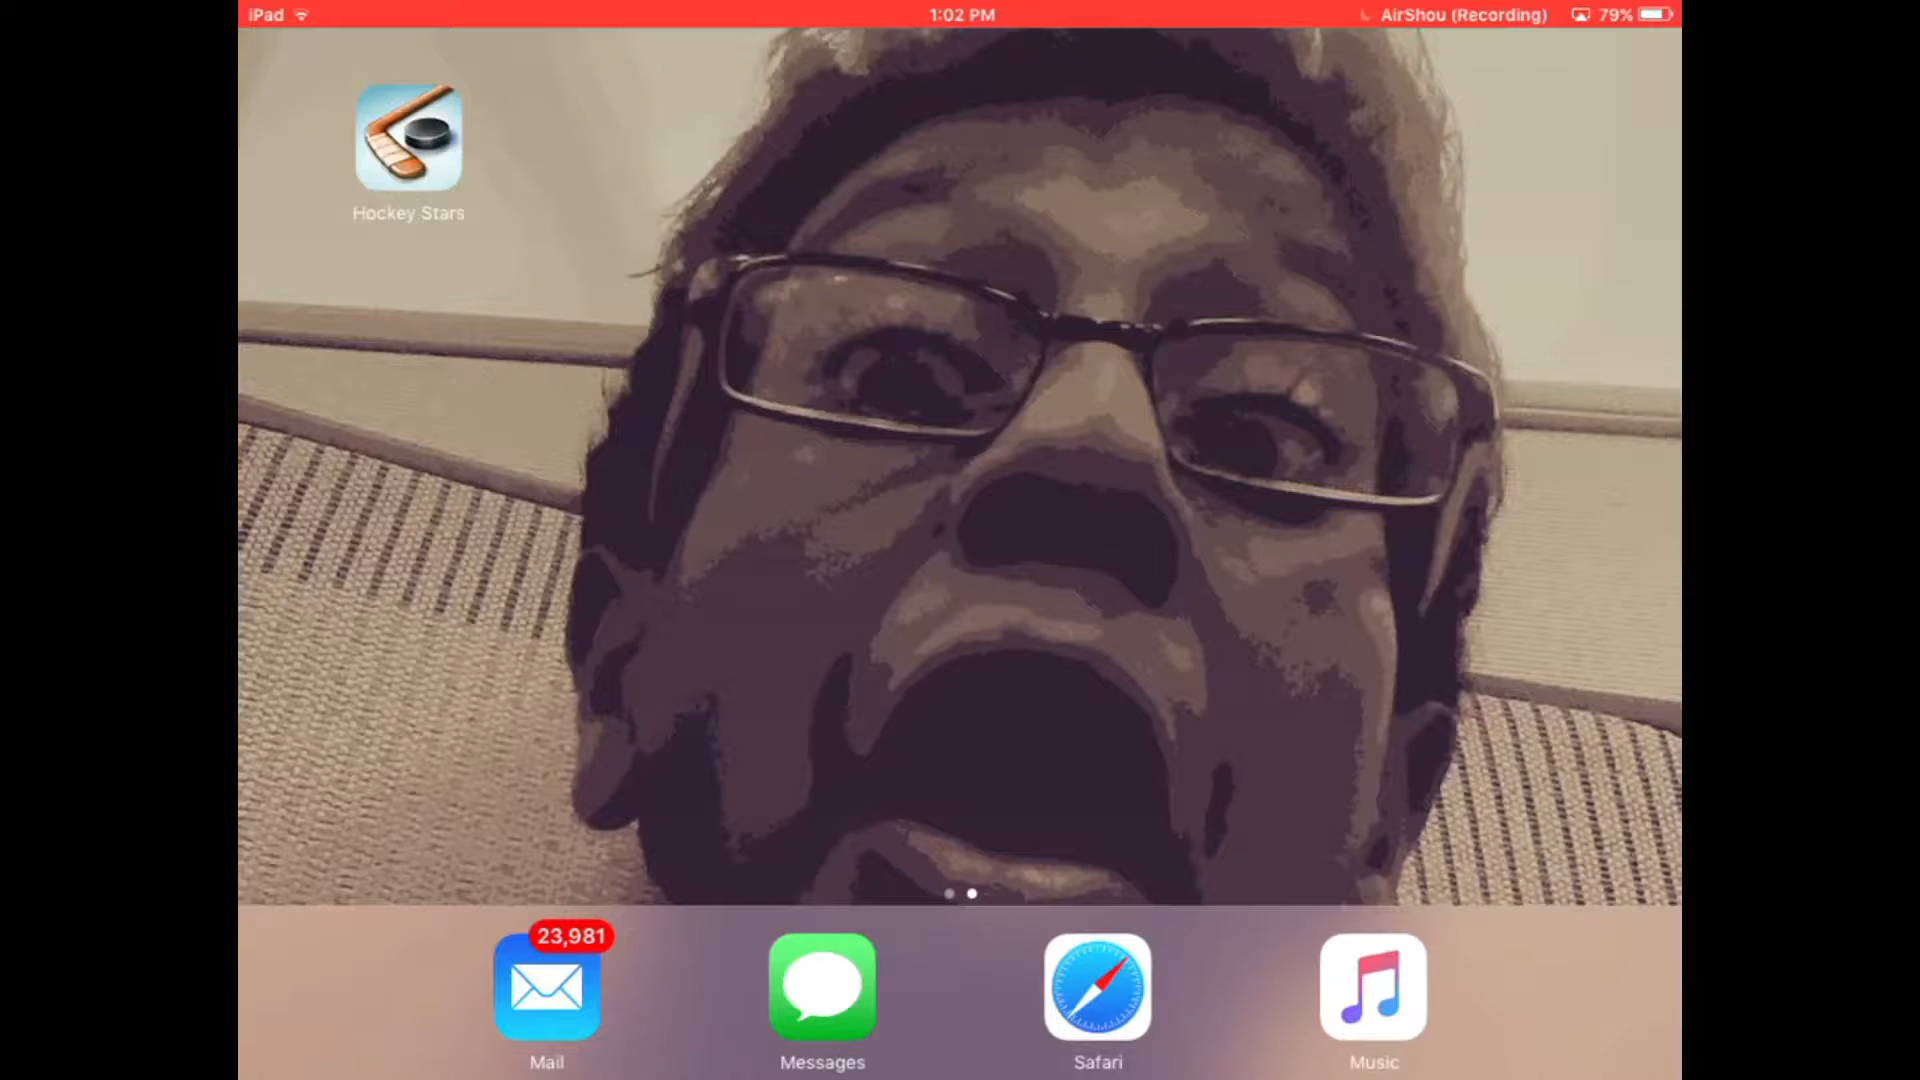 iPad 1:02 PM AirShou (Recording) 79%
Hockey Stars
23,981
Mail Messages Safari Music